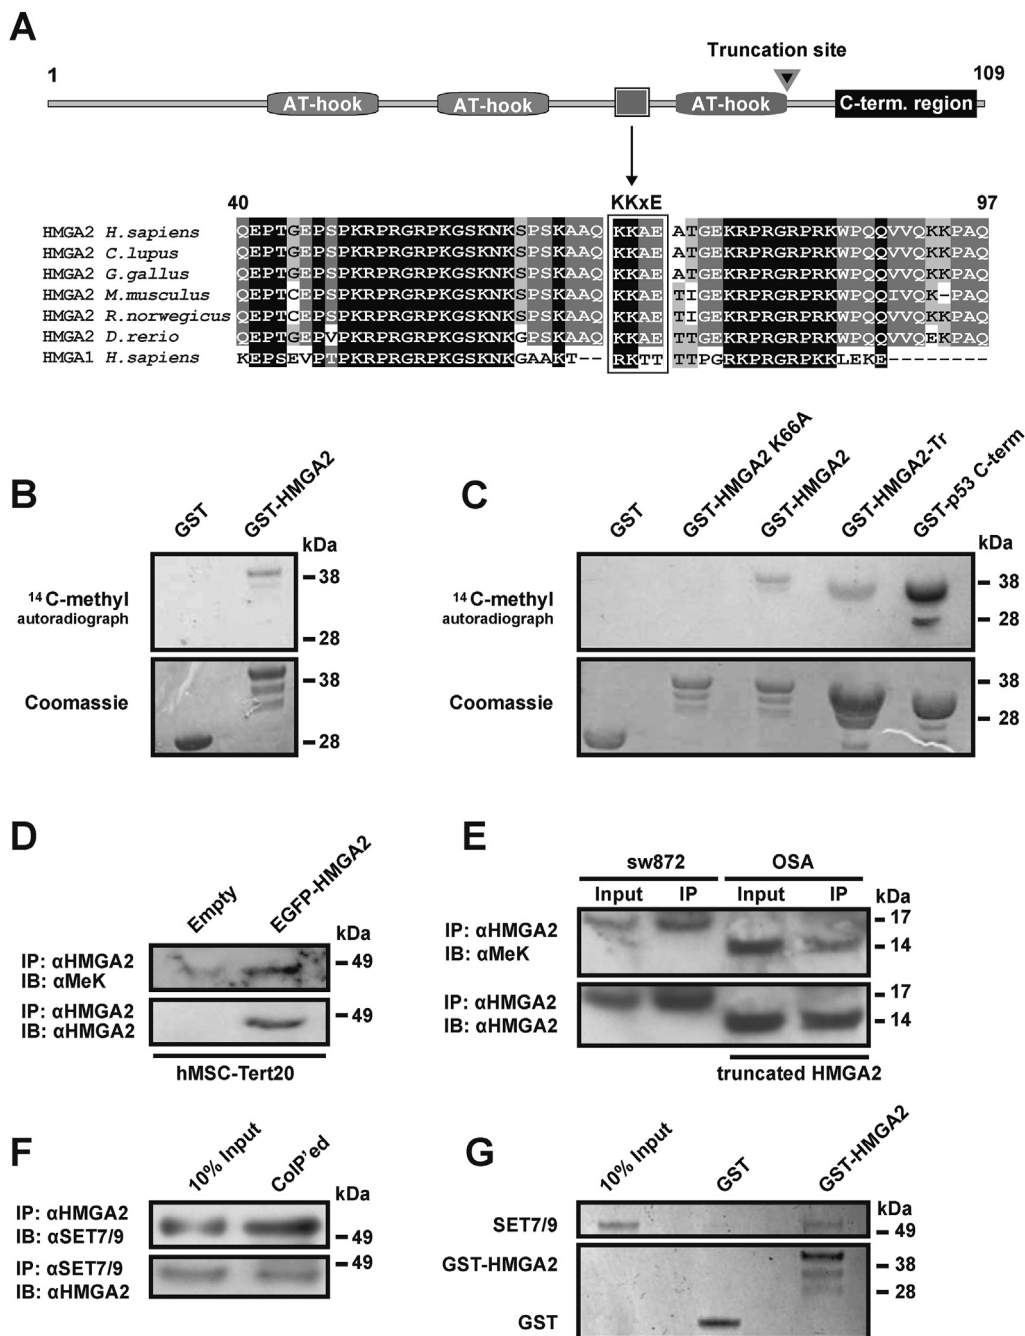 A
Truncation site
1
109
AT-hook
AT-hook
AT-hook
C-term. region
40
KKxE
97
HMGA2 H.sapiens QEPTGEPSPKRPRGRPKGSKNKSPSKAAQ KKAE ATGEKRPRGRPRKWPQQVVQKKPAQ
HMGA2 C.lupus QEPTGEPSPKRPRGRPKGSKNKSPSKAAQ KKAE ATGEKRPRGRPRKWPQQVVQKKPAQ
HMGA2 G.gallus QEPTGEPSPKRPRGRPKGSKNKSPSKAAQ KKAE ATGEKRPRGRPRKWPQQVVQKKPAQ
HMGA2 M.musculus QEPTCEPSPKRPRGRPKGSKNKSPSKAAQ KKAE TIGEKRPRGRPRKWPQQIVQK-PAQ
HMGA2 R.norwegicus QEPTCEPSPKRPRGRPKGSKNKSPSKAAQ KKAE TIGEKRPRGRPRKWPQQVVQKKPAQ
HMGA2 D.rerio QEPTGEPVPKRPRGRPKGSKNKGPSKAAQ KKAE TTGEKRPRGRPRKWPQQVVQEKPAQ
HMGA1 H.sapiens KEPSEVPTPKRPRGRPKGSKNKGAAKT-- RKTT TTPGRKPRGRPKKLEKE--------
B
GST
GST-HMGA2
kDa
14C-methyl
autoradiograph
38
28
Coomassie
38
28
C
GST
GST-HMGA2 K66A
GST-HMGA2
GST-HMGA2-Tr
GST-p53 C-term
kDa
14C-methyl
autoradiograph
38
28
Coomassie
38
28
D
Empty
EGFP-HMGA2
kDa
IP: αHMGA2
IB: αMeK
49
IP: αHMGA2
IB: αHMGA2
49
hMSC-Tert20
E
sw872
OSA
Input
IP
Input
IP
kDa
IP: αHMGA2
IB: αMeK
17
14
IP: αHMGA2
IB: αHMGA2
17
14
truncated HMGA2
F
10% Input
CoIP'ed
kDa
IP: αHMGA2
IB: αSET7/9
49
IP: αSET7/9
IB: αHMGA2
49
G
10% Input
GST
GST-HMGA2
kDa
SET7/9
49
GST-HMGA2
38
28
GST